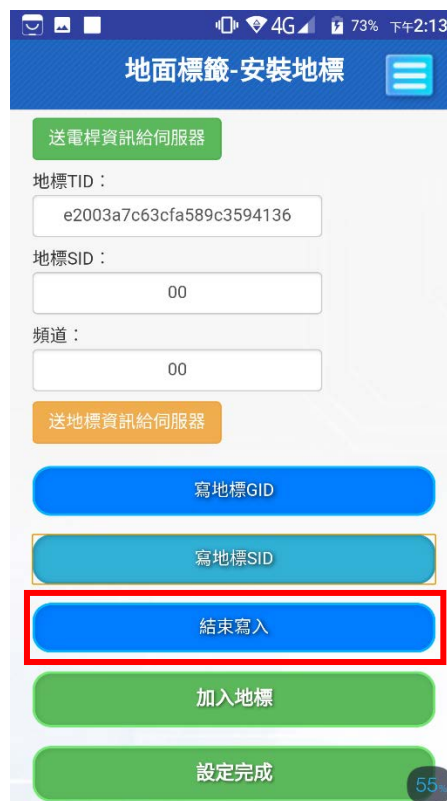 4G 73% 下午2:13
地面標籤-安裝地標
送電桿資訊給伺服器
地標TID：
e2003a7c63cfa589c3594136
地標SID：
00
頻道：
00
送地標資訊給伺服器
寫地標GID
寫地標SID
結束寫入
加入地標
設定完成
55